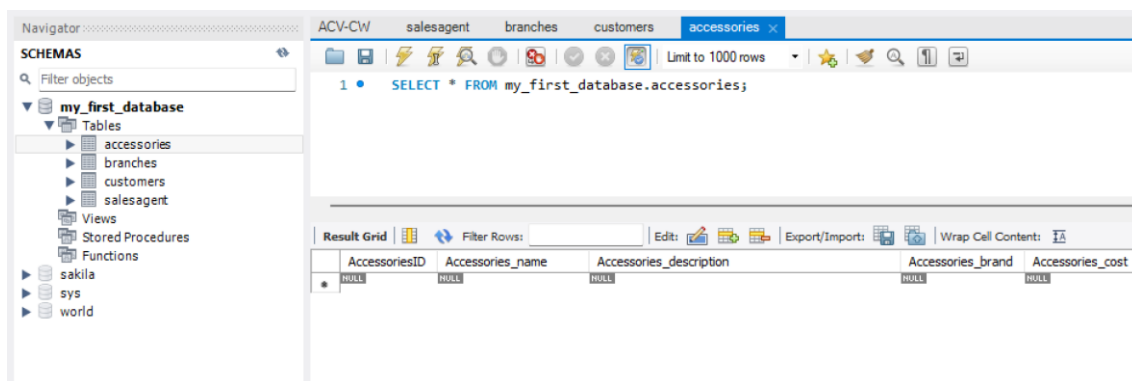 Navigator
SCHEMAS
Filter objects
my_first_database
Tables
accessories
branches
customers
salesagent
Views
Stored Procedures
Functions
sakila
sys
world
ACV-CW salesagent branches customers accessories
Limit to 1000 rows
1 SELECT * FROM my_first_database.accessories;
Result Grid Filter Rows: Edit: Export/Import: Wrap Cell Content:
AccessoriesID Accessories_name Accessories_description Accessories_brand Accessories_cost
NULL NULL NULL NULL NULL